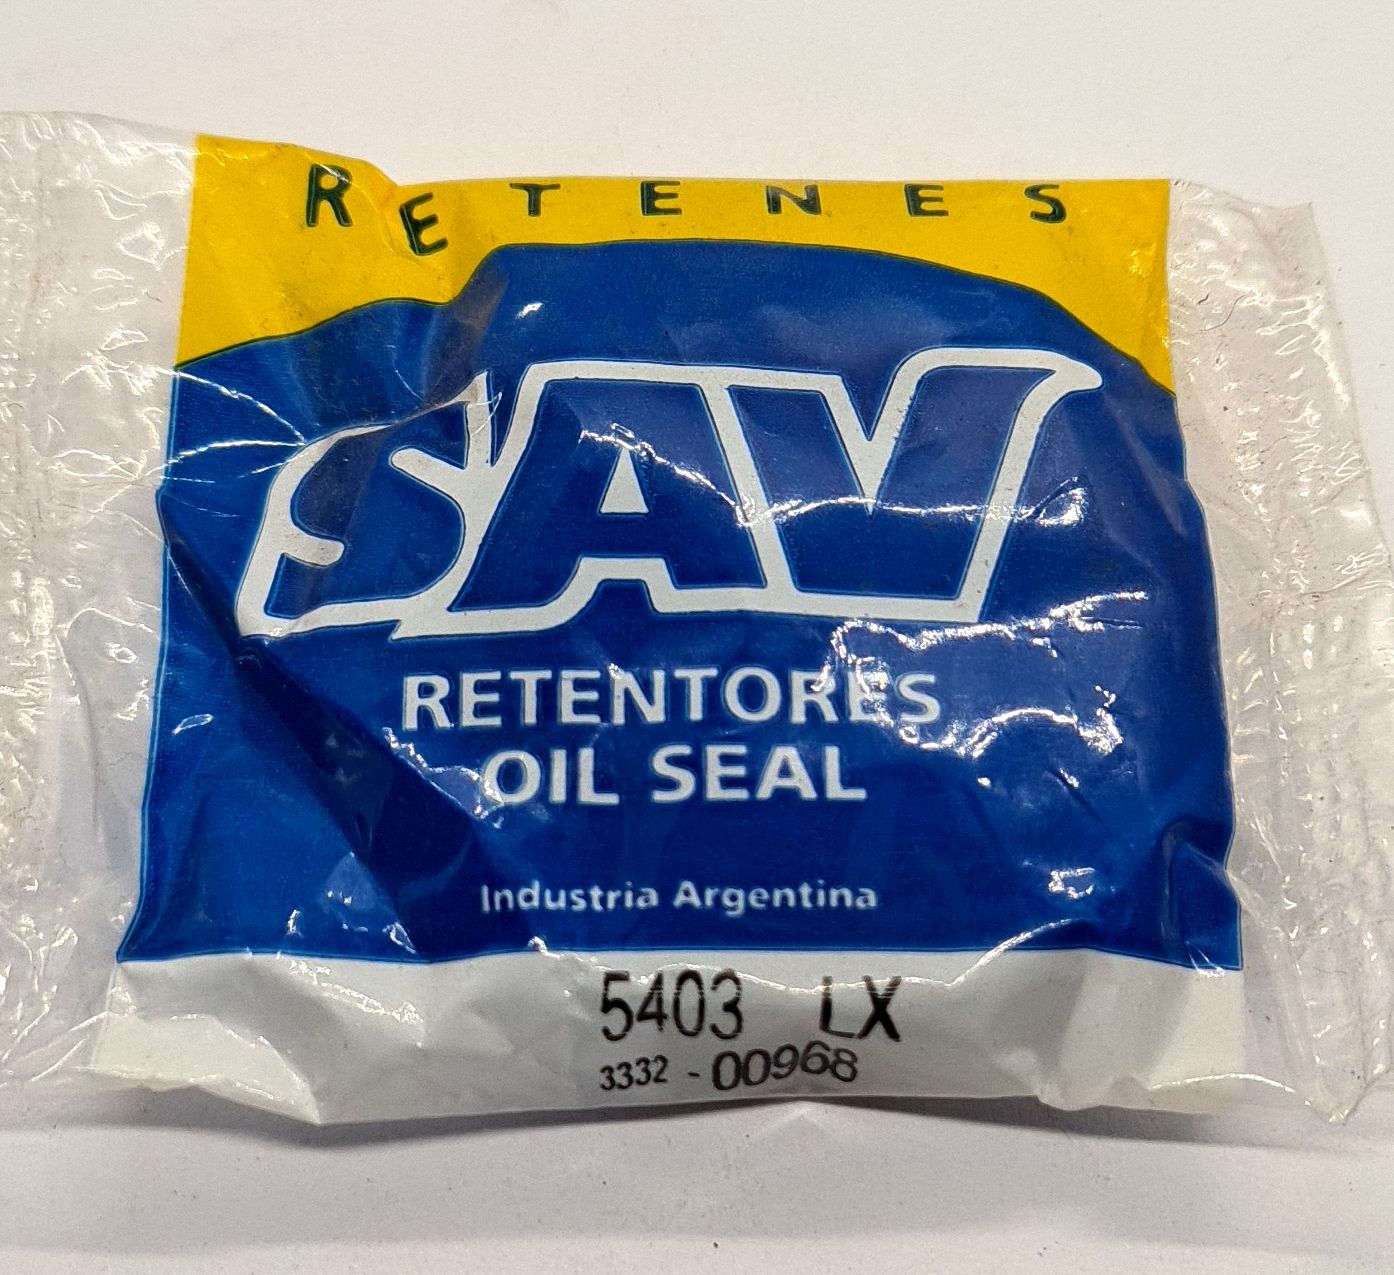 RETENES
SAV
RETENTORES
OIL SEAL
Industria Argentina
5403 LX
3332 - 00968